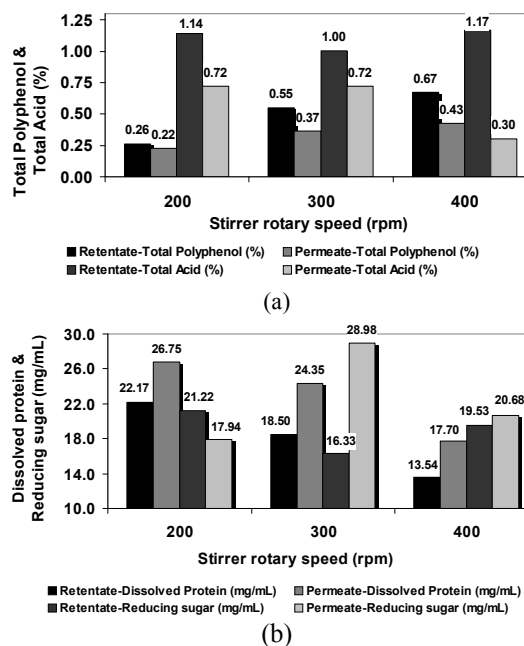 Total Polyphenol &
Total Acid (%)
1.25
1.00
0.75
0.50
0.25
0.00
0.26
0.22
1.14
0.72
0.55
0.37
1.00
0.72
0.67
0.43
1.17
0.30
200
300
400
Stirrer rotary speed (rpm)
Retentate-Total Polyphenol (%)
Permeate-Total Polyphenol (%)
Retentate-Total Acid (%)
Permeate-Total Acid (%)
(a)
Dissolved protein &
Reducing sugar (mg/mL)
30.0
26.0
22.0
18.0
14.0
10.0
22.17
26.75
21.22
17.94
18.50
24.35
16.33
28.98
13.54
17.70
19.53
20.68
200
300
400
Stirrer rotary speed (rpm)
Retentate-Dissolved Protein (mg/mL)
Permeate-Dissolved Protein (mg/mL)
Retentate-Reducing sugar (mg/mL)
Permeate-Reducing sugar (mg/mL)
(b)